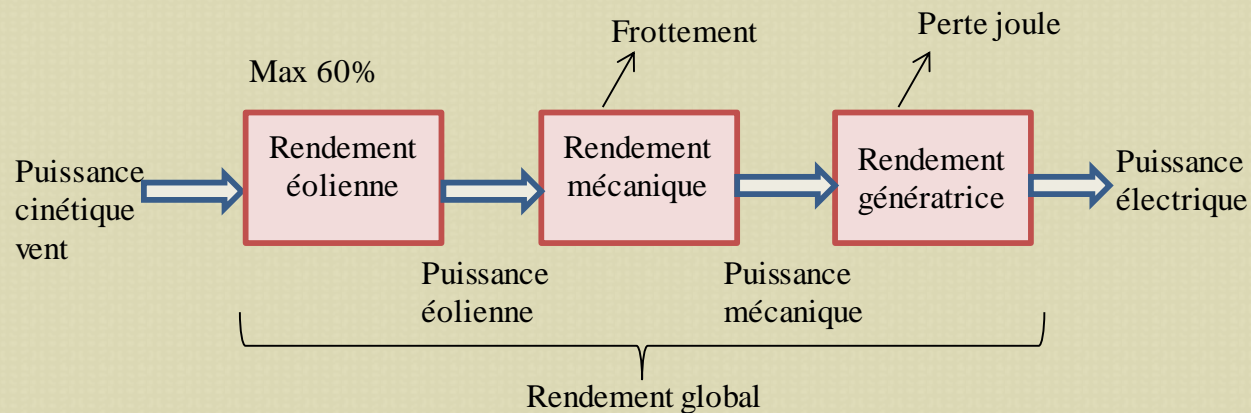 Frottement
Perte joule
Max 60%
Puissance
cinétique
vent
Rendement
éolienne
Rendement
mécanique
Rendement
génératrice
Puissance
électrique
Puissance
éolienne
Puissance
mécanique
Rendement global